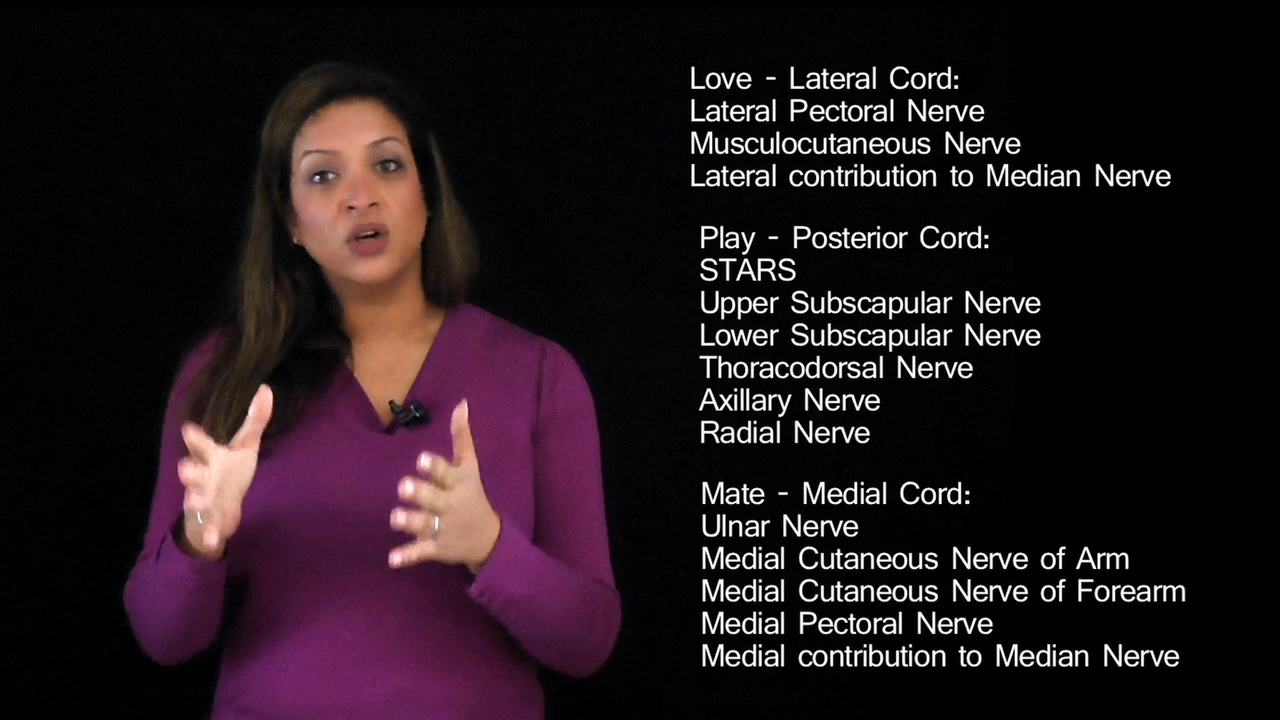 Love - Lateral Cord:
Lateral Pectoral Nerve
Musculocutaneous Nerve
Lateral contribution to Median Nerve
Play - Posterior Cord:
STARS
Upper Subscapular Nerve
Lower Subscapular Nerve
Thoracodorsal Nerve
Axillary Nerve
Radial Nerve
Mate - Medial Cord:
Ulnar Nerve
Medial Cutaneous Nerve of Arm
Medial Cutaneous Nerve of Forearm
Medial Pectoral Nerve
Medial contribution to Median Nerve